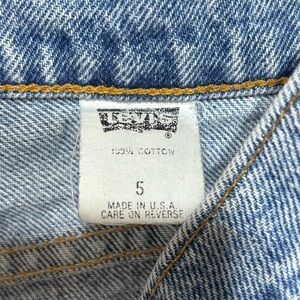 LEVI'S
®
100% COTTON
5
MADE IN U.S.A.
CARE ON REVERSE